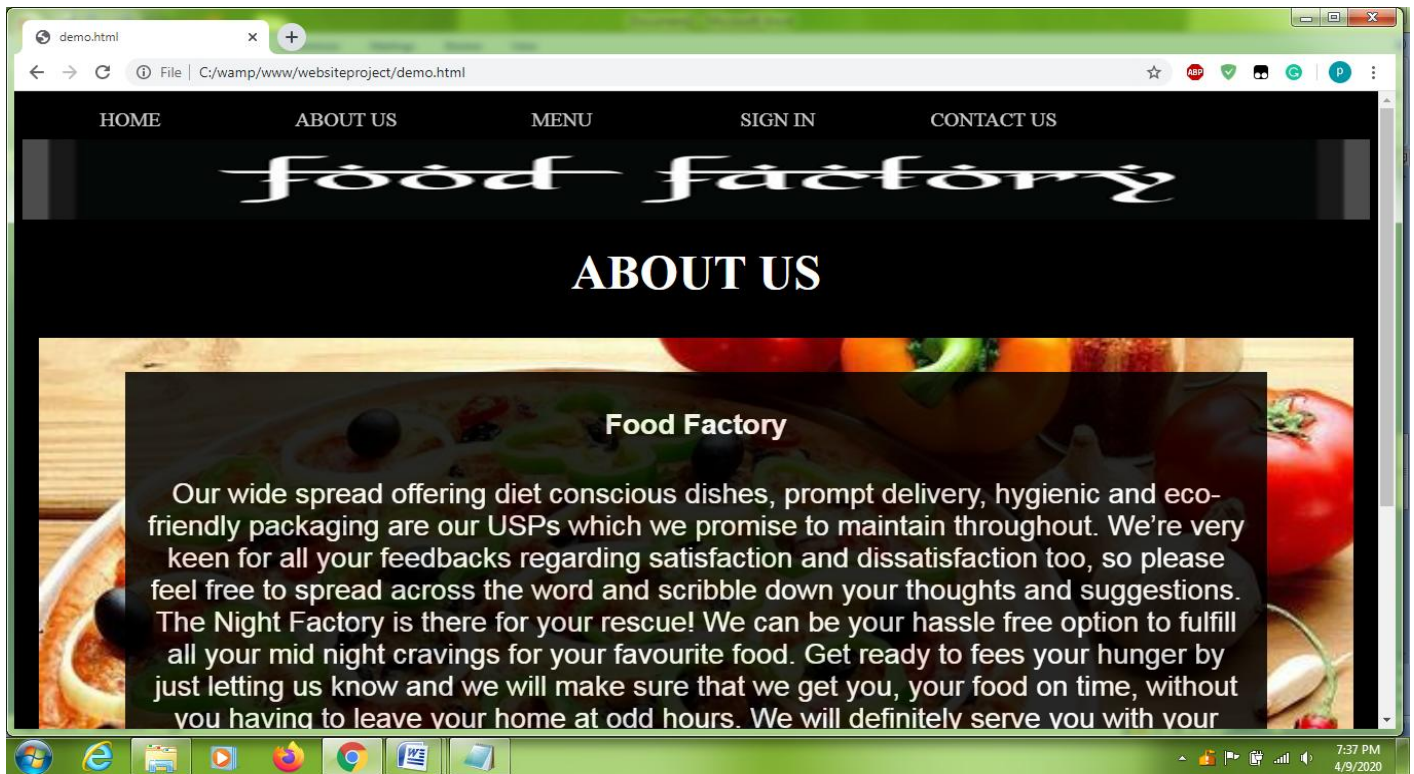 demo.html
File | C:/wamp/www/websiteproject/demo.html
ABP
P
HOME ABOUT US MENU SIGN IN CONTACT US
food factory
ABOUT US
Food Factory
Our wide spread offering diet conscious dishes, prompt delivery, hygienic and eco-
friendly packaging are our USPs which we promise to maintain throughout. We’re very
keen for all your feedbacks regarding satisfaction and dissatisfaction too, so please
feel free to spread across the word and scribble down your thoughts and suggestions.
The Night Factory is there for your rescue! We can be your hassle free option to fulfill
all your mid night cravings for your favourite food. Get ready to fees your hunger by
just letting us know and we will make sure that we get you, your food on time, without
you having to leave your home at odd hours. We will definitely serve you with your
7:37 PM
4/9/2020